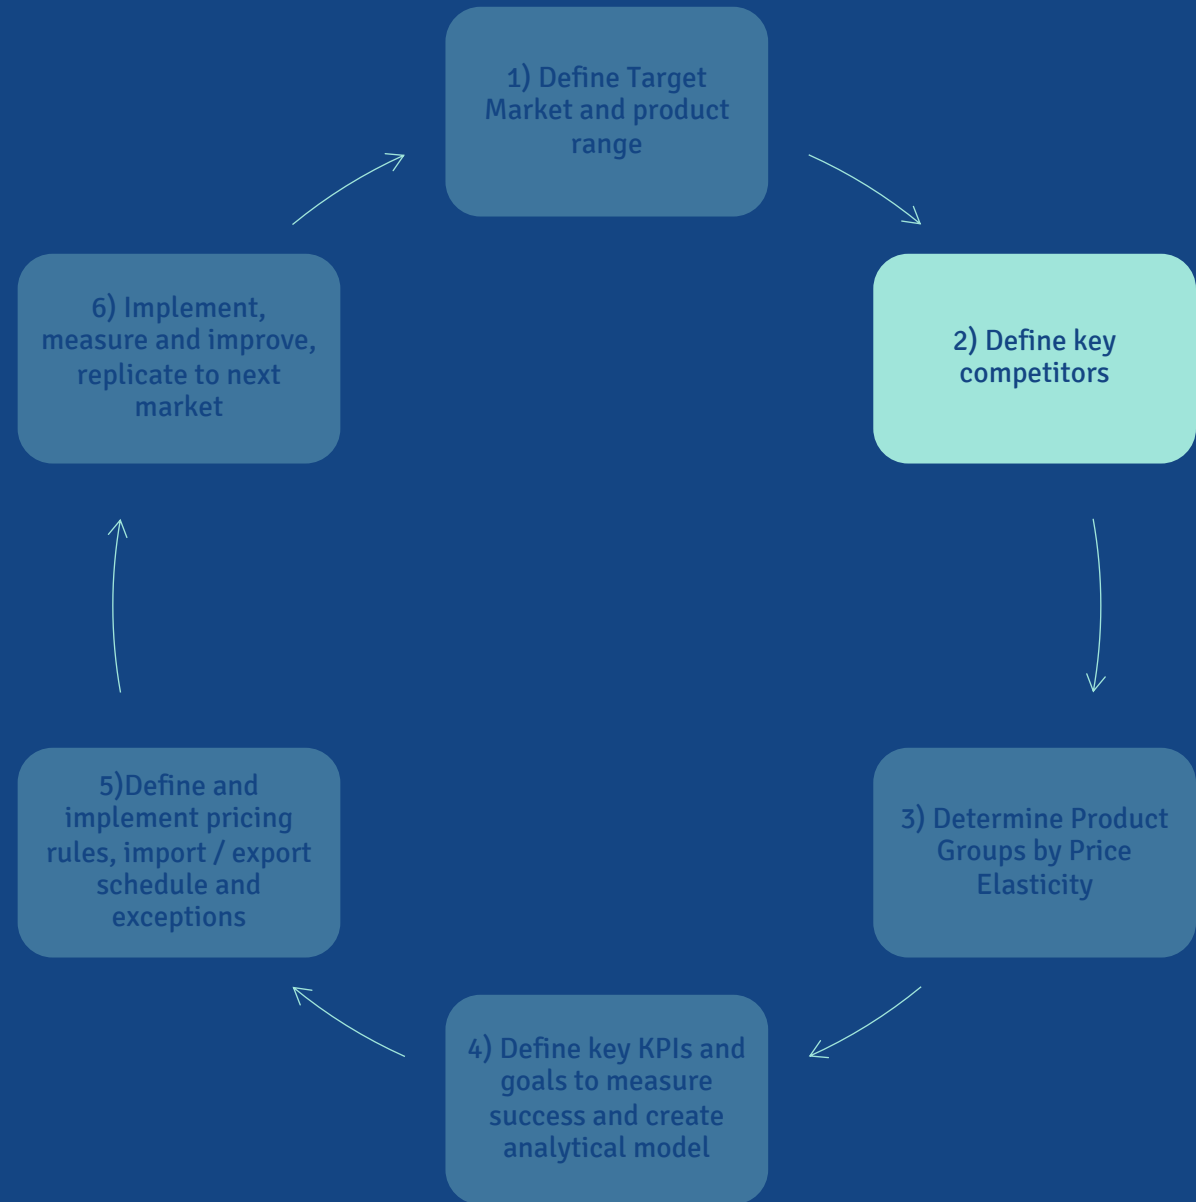 1) Define Target
Market and product
range
2) Define key
competitors
3) Determine Product
Groups by Price
Elasticity
4) Define key KPIs and
goals to measure
success and create
analytical model
5)Define and
implement pricing
rules, import / export
schedule and
exceptions
6) Implement,
measure and improve,
replicate to next
market